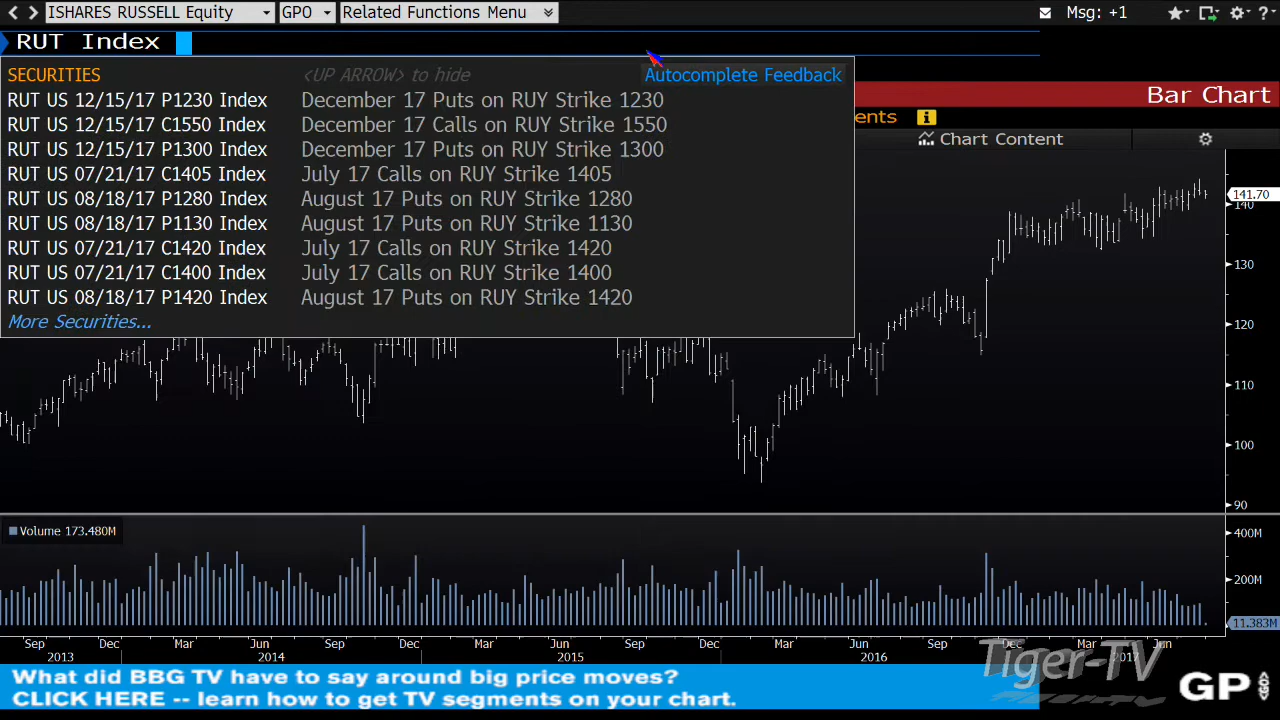 ISHARES RUSSELL Equity GPO Related Functions Menu Msg: +1 ?
RUT Index
SECURITIES <UP ARROW> to hide Autocomplete Feedback
Bar Chart
RUT US 12/15/17 P1230 Index December 17 Puts on RUY Strike 1230
ents i
RUT US 12/15/17 C1550 Index December 17 Calls on RUY Strike 1550
Chart Content
RUT US 12/15/17 P1300 Index December 17 Puts on RUY Strike 1300
RUT US 07/21/17 C1405 Index July 17 Calls on RUY Strike 1405
RUT US 08/18/17 P1280 Index August 17 Puts on RUY Strike 1280
RUT US 08/18/17 P1130 Index August 17 Puts on RUY Strike 1130
RUT US 07/21/17 C1420 Index July 17 Calls on RUY Strike 1420
RUT US 07/21/17 C1400 Index July 17 Calls on RUY Strike 1400
RUT US 08/18/17 P1420 Index August 17 Puts on RUY Strike 1420
More Securities...
141.70
140
130
120
110
100
90
Volume 173.480M
400M
200M
11.383M
Sep Dec Mar Jun Sep Dec Mar Sep Dec Mar Jun Sep Dec Mar Jun
2013 2014 2015 2016 2017
Tiger-TV
What did BBG TV have to say around big price moves?
CLICK HERE -- learn how to get TV segments on your chart.
GP GO